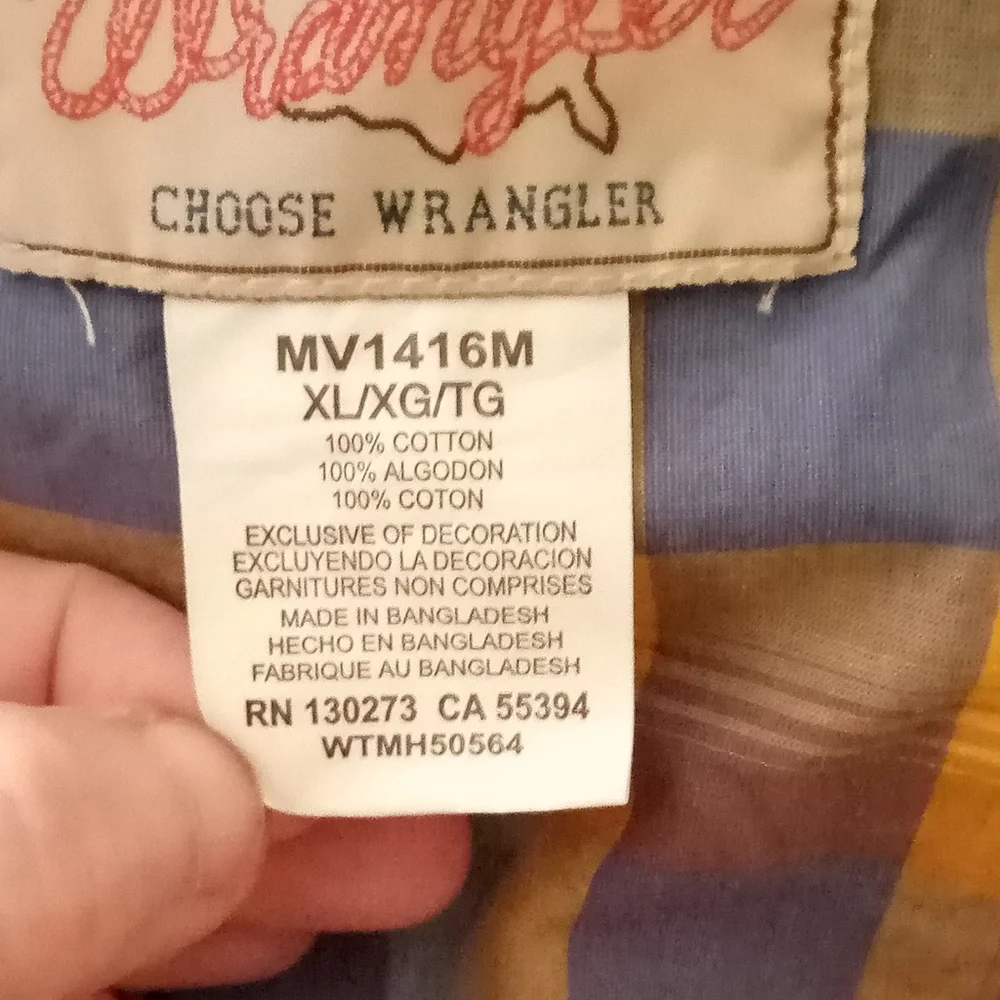 Wrangler
CHOOSE WRANGLER
MV1416M
XL/XG/TG
100% COTTON
100% ALGODON
100% COTON
EXCLUSIVE OF DECORATION
EXCLUYENDO LA DECORACION
GARNITURES NON COMPRISES
MADE IN BANGLADESH
HECHO EN BANGLADESH
FABRIQUE AU BANGLADESH
RN 130273 CA 55394
WTMH50564